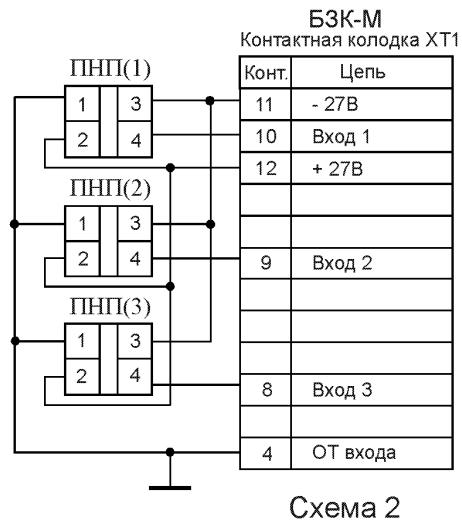 БЗК-М
Контактная колодка XT1
ПНП(1)
Конт. Цепь
1 3
11 - 27В
2 4
10 Вход 1
12 + 27В
ПНП(2)
1 3
2 4
9 Вход 2
ПНП(3)
1 3
2 4
8 Вход 3
4 ОТ входа
Схема 2